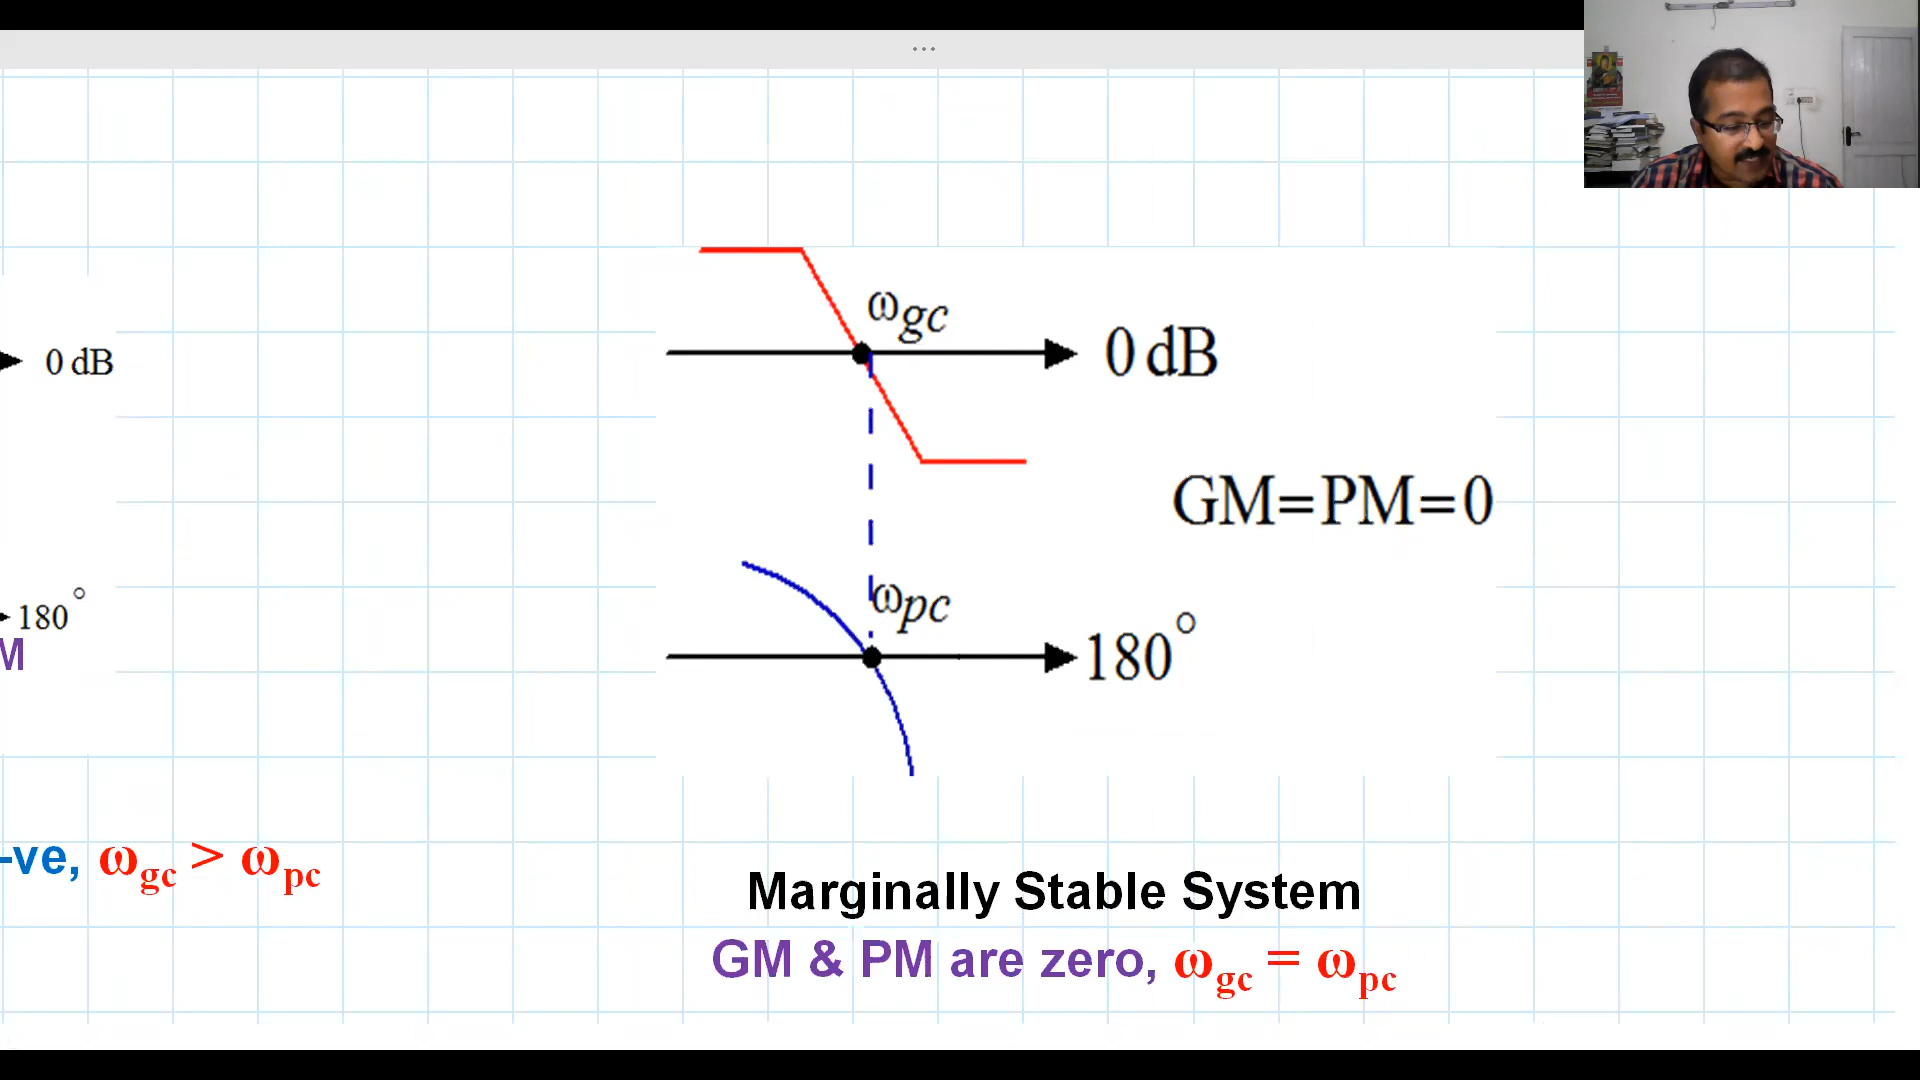 ωgc
0 dB
0 dB
GM=PM=0
ωpc
180°
180°
M
-ve, ωgc > ωpc
Marginally Stable System
GM & PM are zero, ωgc = ωpc